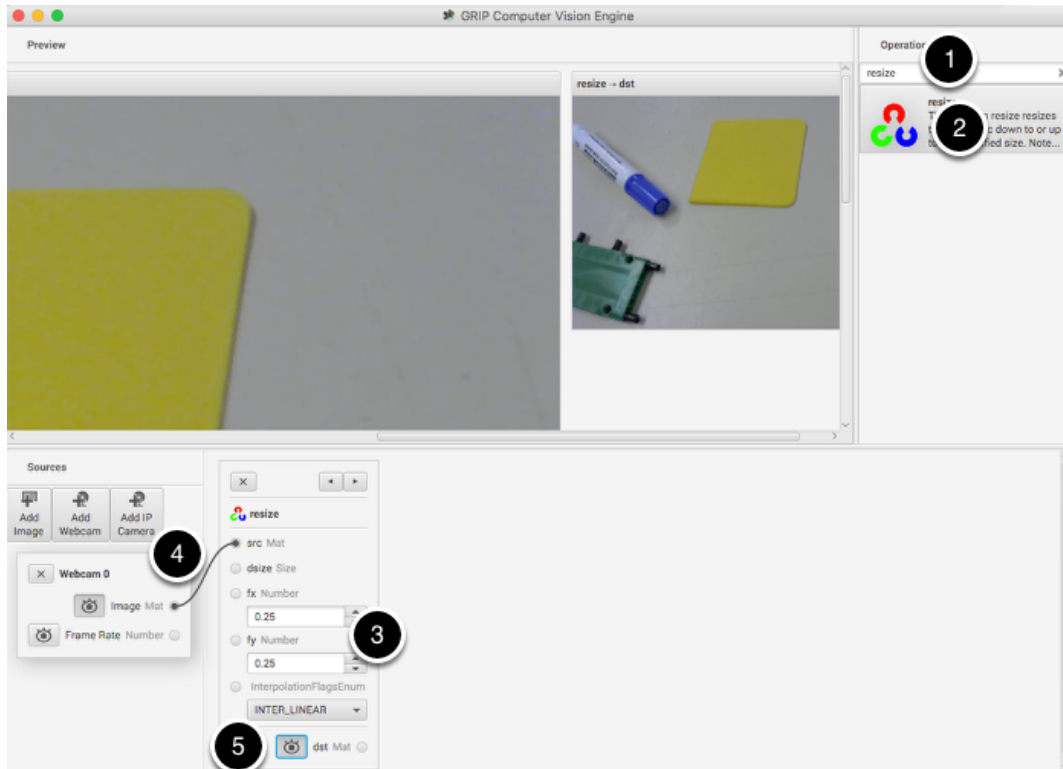 GRIP Computer Vision Engine
Preview
resize → dst
Operation
1
resize
2
resize resizes
down to or up
size. Note...
Sources
Add Image
Add Webcam
Add IP Camera
4
Webcam 0
Image Mat
Frame Rate Number
resize
src Mat
dsize Size
fx Number
0.25
3
fy Number
0.25
InterpolationFlagsEnum
INTER_LINEAR
5
dst Mat